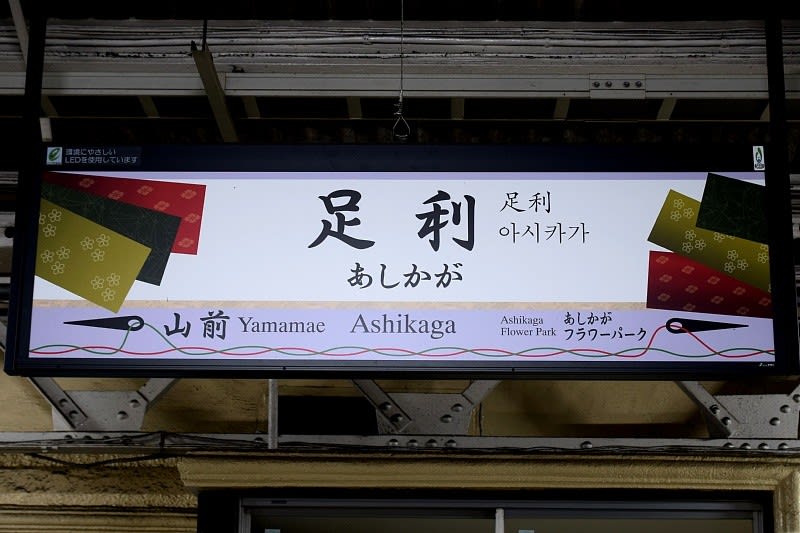 環境にやさしい
LEDを使用しています
足利
足利
아시카가
あしかが
山前 Yamamae
Ashikaga
Ashikaga
Flower Park
あしかが
フラワーパーク